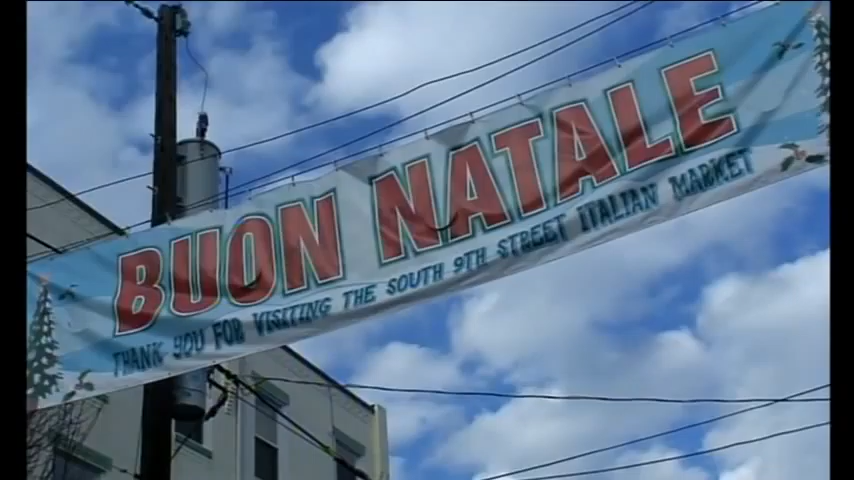 BUON NATALE
THANK YOU FOR VISITING THE SOUTH 9TH STREET ITALIAN MARKET